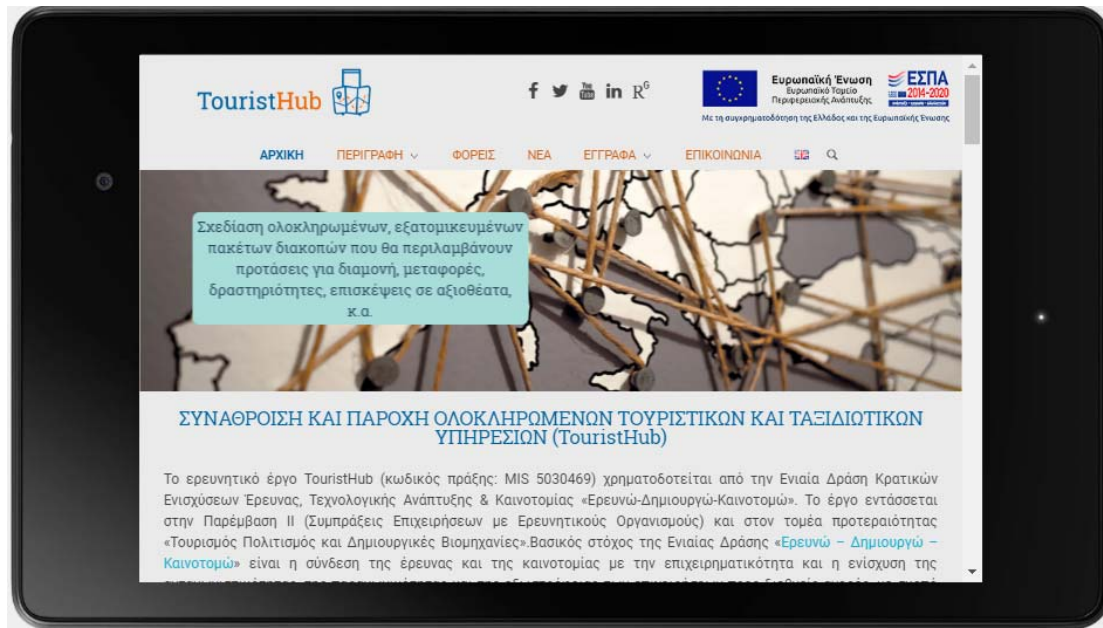 TouristHub
f You Tube in R G
Ευρωπαϊκή Ένωση
Ευρωπαϊκό Ταμείο
Περιφερειακής Ανάπτυξης
ΕΣΠΑ
2014-2020
Με τη συγχρηματοδότηση της Ελλάδας και της Ευρωπαϊκής Ένωσης
ΑΡΧΙΚΗ ΠΕΡΙΓΡΑΦΗ ΦΟΡΕΙΣ ΝΕΑ ΕΓΓΡΑΦΑ ΕΠΙΚΟΙΝΩΝΙΑ
Σχεδίαση ολοκληρωμένων, εξατομικευμένων
πακέτων διακοπών που θα περιλαμβάνουν
προτάσεις για διαμονή, μεταφορές,
δραστηριότητες, επισκέψεις σε αξιοθέατα,
κ.α.
ΣΥΝΑΘΡΟΙΣΗ ΚΑΙ ΠΑΡΟΧΗ ΟΛΟΚΛΗΡΩΜΕΝΩΝ ΤΟΥΡΙΣΤΙΚΩΝ ΚΑΙ ΤΑΞΙΔΙΩΤΙΚΩΝ
ΥΠΗΡΕΣΙΩΝ (TouristHub)
Το ερευνητικό έργο TouristHub (κωδικός πράξης: MIS 5030469) χρηματοδοτείται από την Ενιαία Δράση Κρατικών
Ενισχύσεων Έρευνας, Τεχνολογικής Ανάπτυξης & Καινοτομίας «Ερευνώ-Δημιουργώ-Καινοτομώ». Το έργο εντάσσεται
στην Παρέμβαση II (Συμπράξεις Επιχειρήσεων με Ερευνητικούς Οργανισμούς) και στον τομέα προτεραιότητας
«Τουρισμός Πολιτισμός και Δημιουργικές Βιομηχανίες».Βασικός στόχος της Ενιαίας Δράσης «Ερευνώ – Δημιουργώ –
Καινοτομώ» είναι η σύνδεση της έρευνας και της καινοτομίας με την επιχειρηματικότητα και η ενίσχυση της